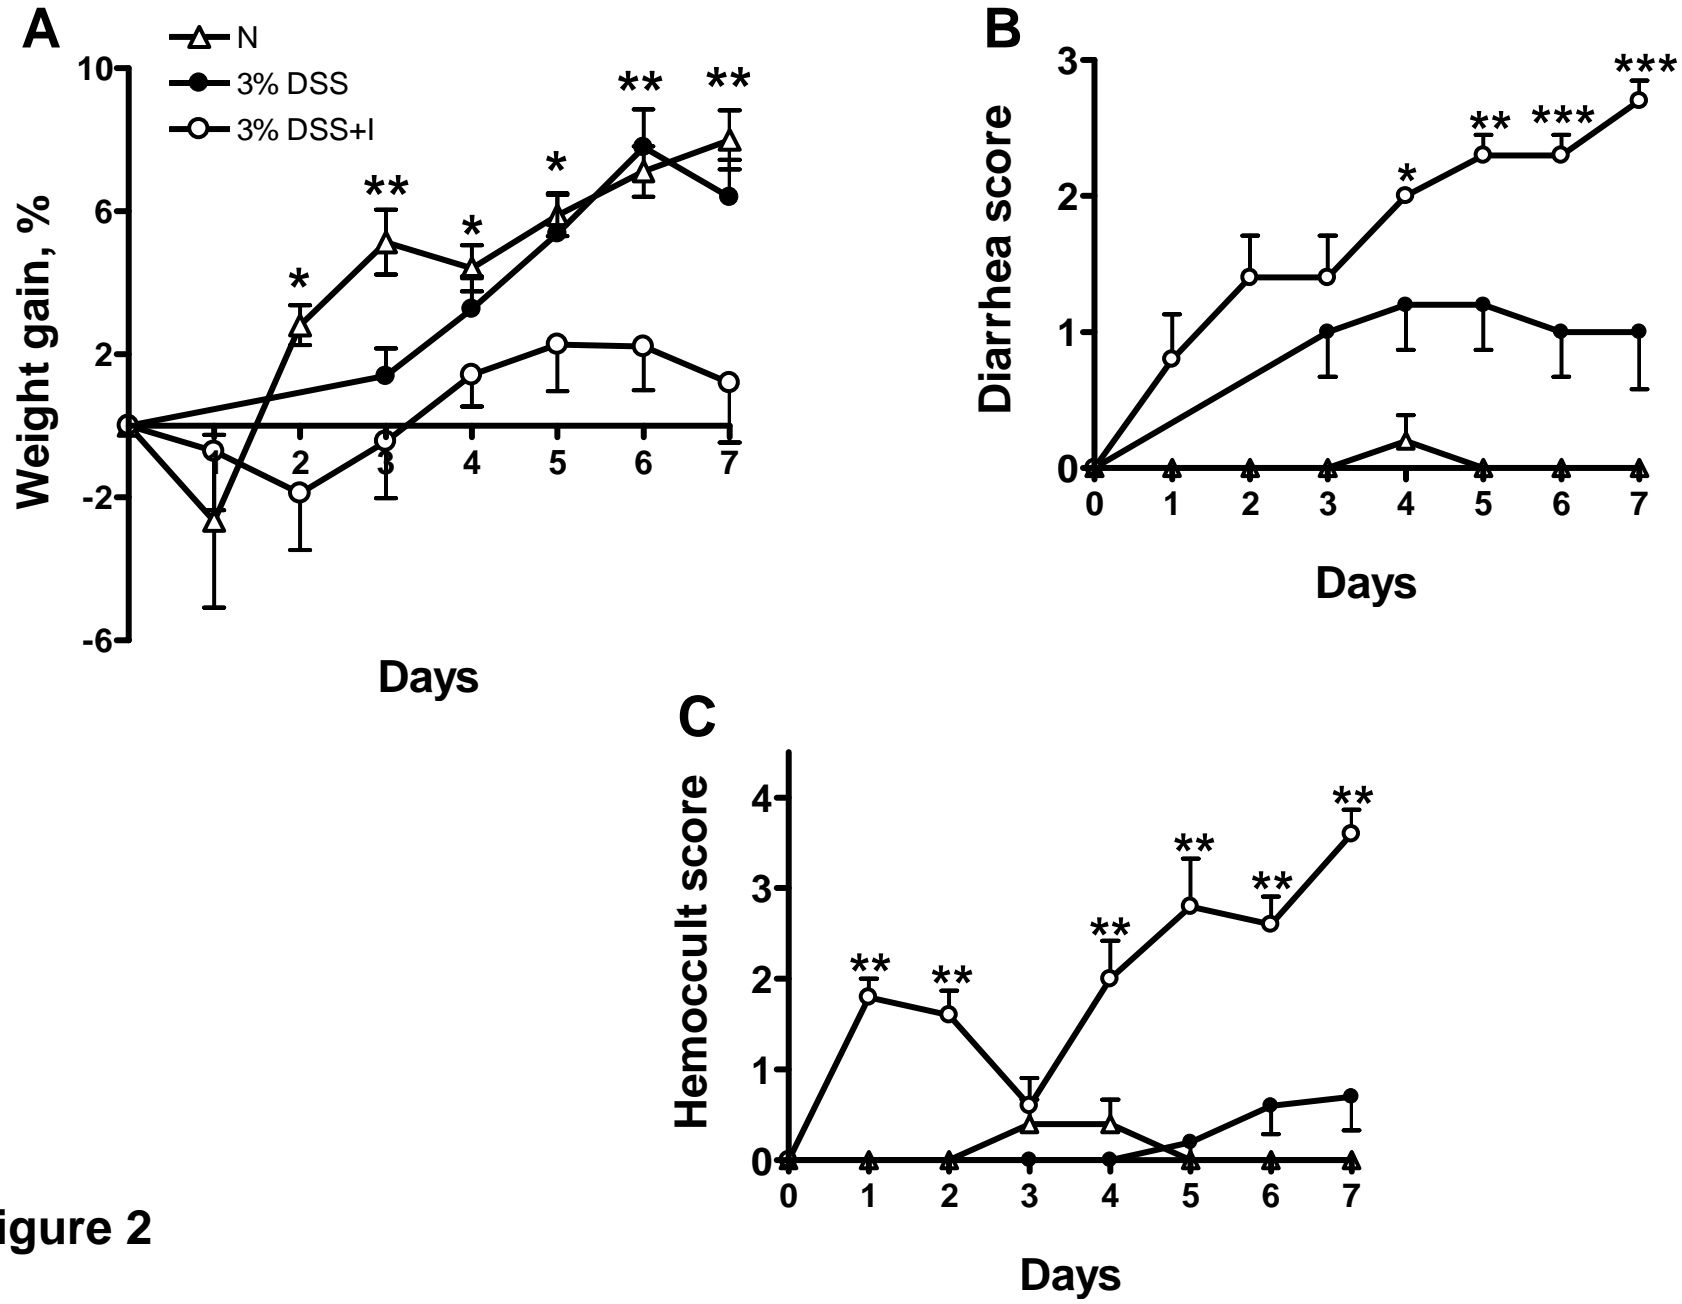 A
N
3% DSS
3% DSS+I
Weight gain, %
10
6
2
-2
-6
* ** * * ** **
1 2 3 4 5 6 7
Days
B
Diarrhea score
3
2
1
0
* ** *** ***
0 1 2 3 4 5 6 7
Days
C
Hemoccult score
4
3
2
1
0
** ** ** ** ** **
0 1 2 3 4 5 6 7
Days
igure 2